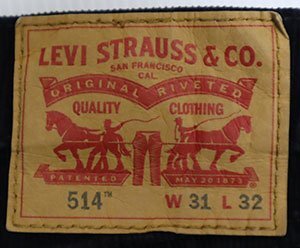 LEVI STRAUSS & CO.
SAN FRANCISCO
CAL.
ORIGINAL RIVETED
QUALITY CLOTHING
PATENTED MAY 20 1873
514™ W 31 L 32